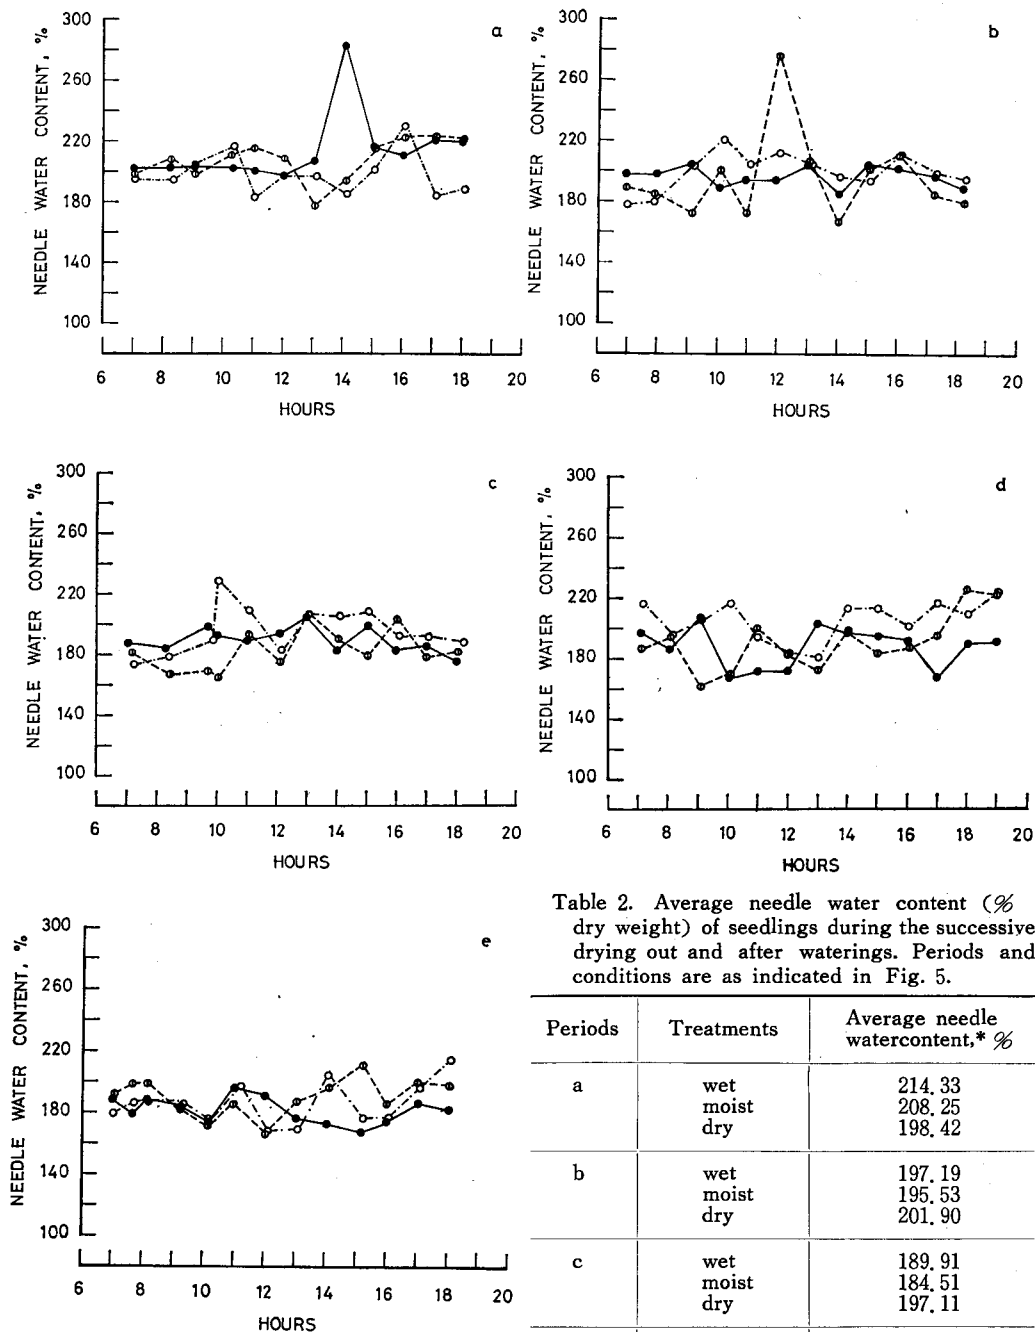 a
NEEDLE WATER CONTENT, %
300
260
220
180
140
100
6 8 10 12 14 16 18 20
HOURS
b
NEEDLE WATER CONTENT, %
300
260
220
180
140
100
6 8 10 12 14 16 18 20
HOURS
c
NEEDLE WATER CONTENT, %
300
260
220
180
140
100
6 8 10 12 14 16 18 20
HOURS
d
NEEDLE WATER CONTENT, %
300
260
220
180
140
100
6 8 10 12 14 16 18 20
HOURS
e
NEEDLE WATER CONTENT, %
300
260
220
180
140
100
6 8 10 12 14 16 18 20
HOURS
Table 2. Average needle water content (%
dry weight) of seedlings during the successive
drying out and after waterings. Periods and
conditions are as indicated in Fig. 5.
Periods Treatments Average needle
watercontent,* %
a wet 214.33
moist 208.25
dry 198.42
b wet 197.19
moist 195.53
dry 201.90
c wet 189.91
moist 184.51
dry 197.11